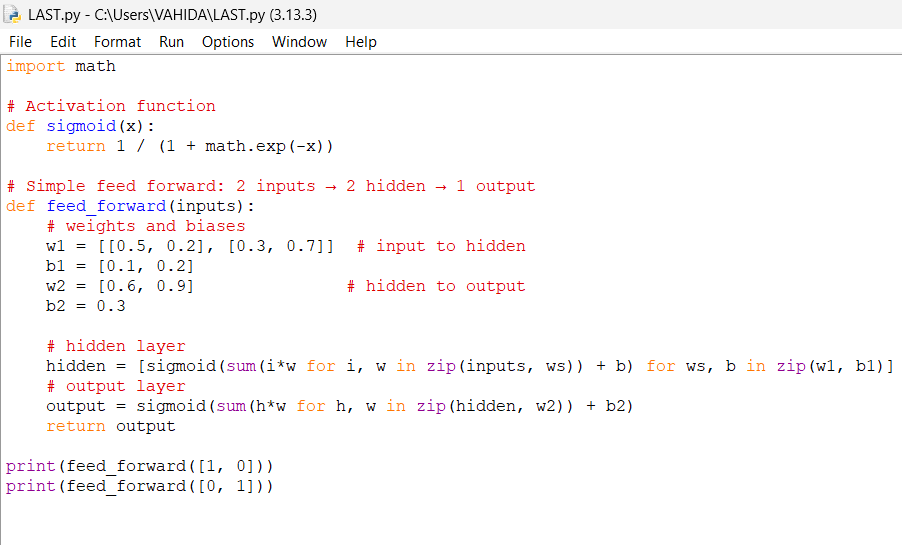 LAST.py - C:\Users\VAHIDA\LAST.py (3.13.3)
File Edit Format Run Options Window Help
import math

# Activation function
def sigmoid(x):
    return 1 / (1 + math.exp(-x))

# Simple feed forward: 2 inputs → 2 hidden → 1 output
def feed_forward(inputs):
    # weights and biases
    w1 = [[0.5, 0.2], [0.3, 0.7]]  # input to hidden
    b1 = [0.1, 0.2]
    w2 = [0.6, 0.9]               # hidden to output
    b2 = 0.3

    # hidden layer
    hidden = [sigmoid(sum(i*w for i, w in zip(inputs, ws)) + b) for ws, b in zip(w1, b1)]
    # output layer
    output = sigmoid(sum(h*w for h, w in zip(hidden, w2)) + b2)
    return output

print(feed_forward([1, 0]))
print(feed_forward([0, 1]))